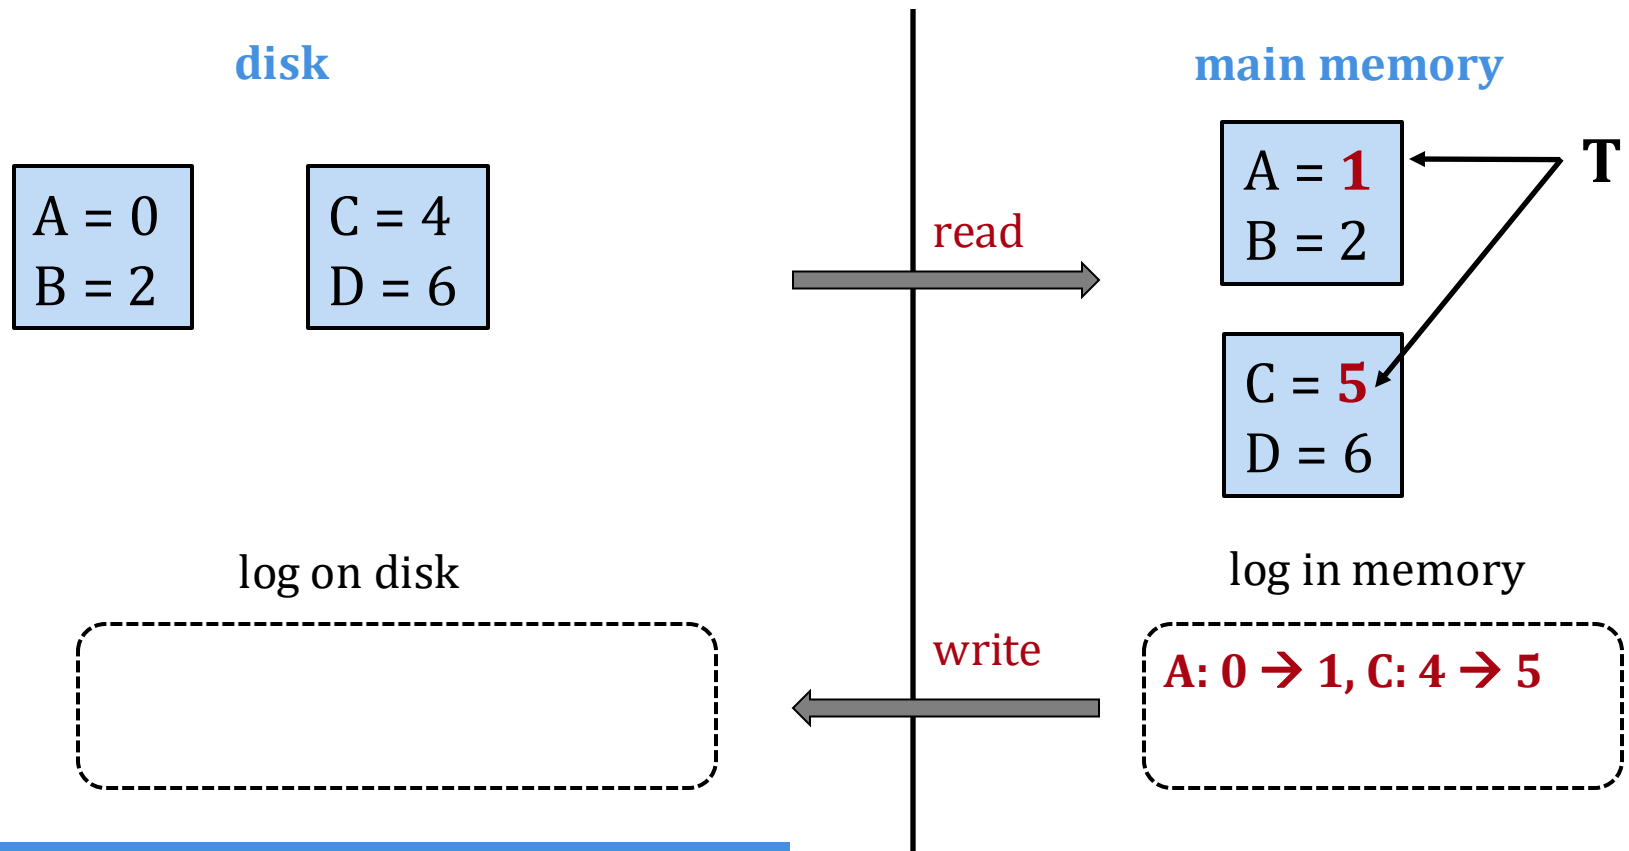 disk
main memory
A = 0
B = 2
C = 4
D = 6
read
A = 1
B = 2
T
C = 5
D = 6
log on disk
log in memory
write
A: 0 → 1, C: 4 → 5